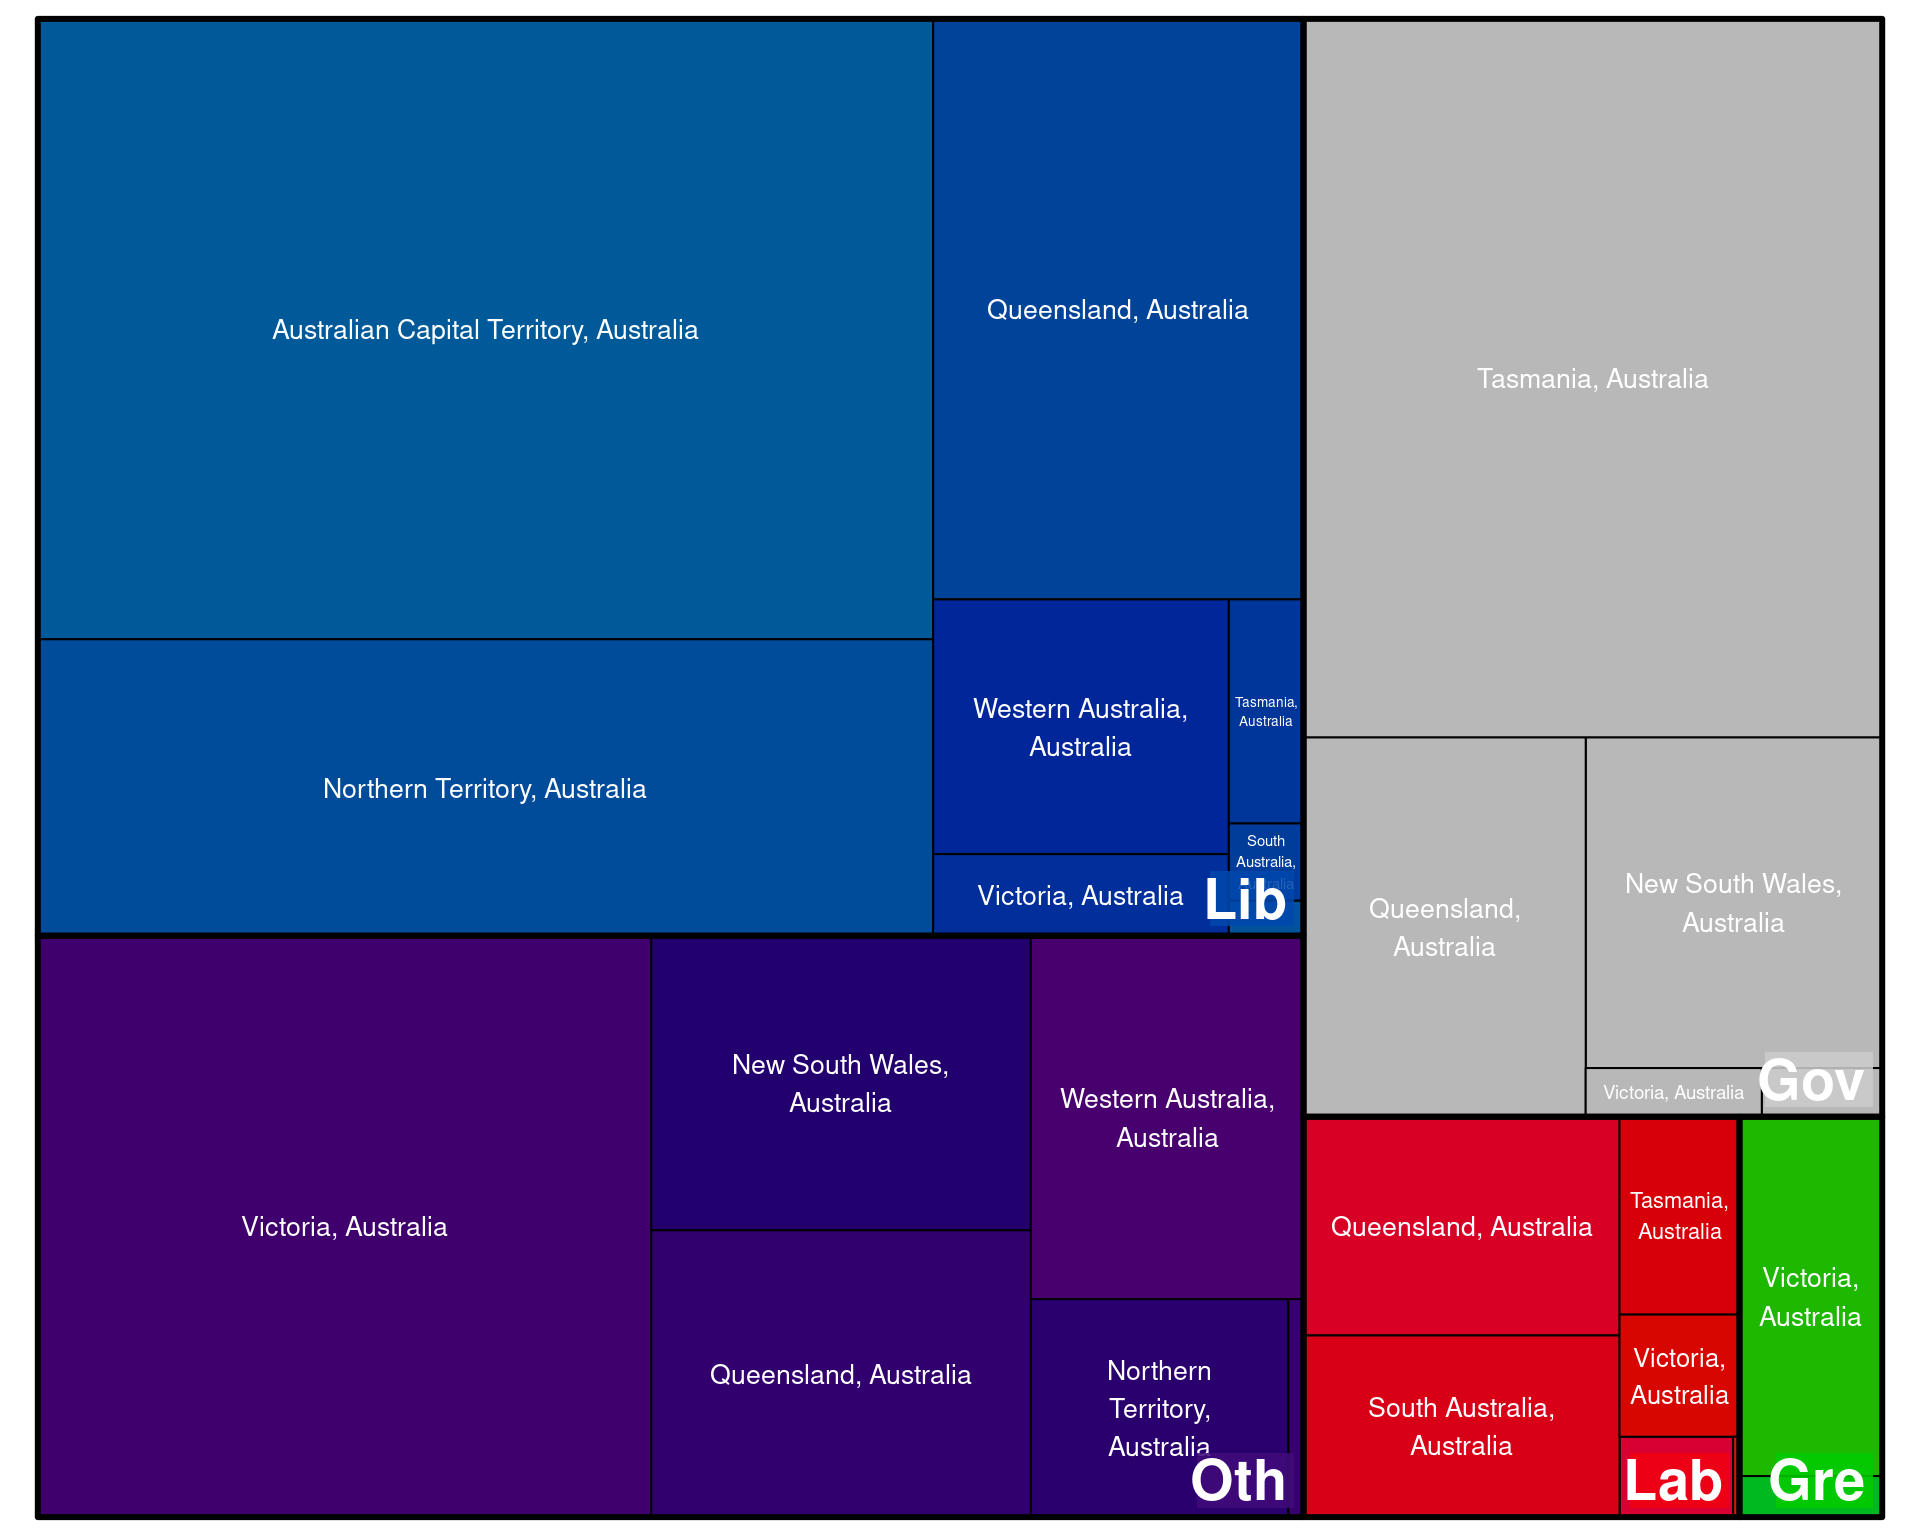 Australian Capital Territory, Australia
Northern Territory, Australia
Queensland, Australia
Western Australia,
Australia
Tasmania,
Australia
South
Australia,
Australia
Victoria, Australia
Lib
Tasmania, Australia
Queensland,
Australia
New South Wales,
Australia
Victoria, Australia
Gov
Victoria, Australia
New South Wales,
Australia
Queensland, Australia
Western Australia,
Australia
Northern
Territory,
Australia
Oth
Queensland, Australia
South Australia,
Australia
Tasmania,
Australia
Victoria,
Australia
Lab
Victoria,
Australia
Gre